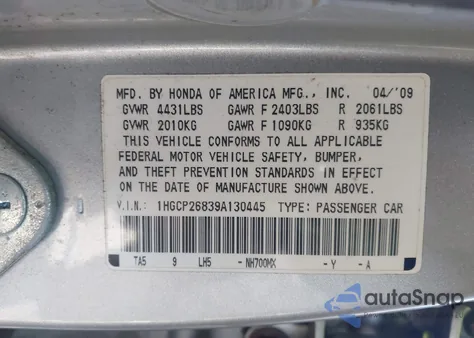 MFD. BY HONDA OF AMERICA MFG., INC. 04/'09
GVWR 4431LBS GAWR F 2403LBS R 2061LBS
GVWR 2010KG GAWR F 1090KG R 935KG
THIS VEHICLE CONFORMS TO ALL APPLICABLE
FEDERAL MOTOR VEHICLE SAFETY, BUMPER,
AND THEFT PREVENTION STANDARDS IN EFFECT
ON THE DATE OF MANUFACTURE SHOWN ABOVE.
V.I.N.: 1HGCP26839A130445 TYPE: PASSENGER CAR
TA5 9 LH5 - NH700MX - Y - A
autaSnap